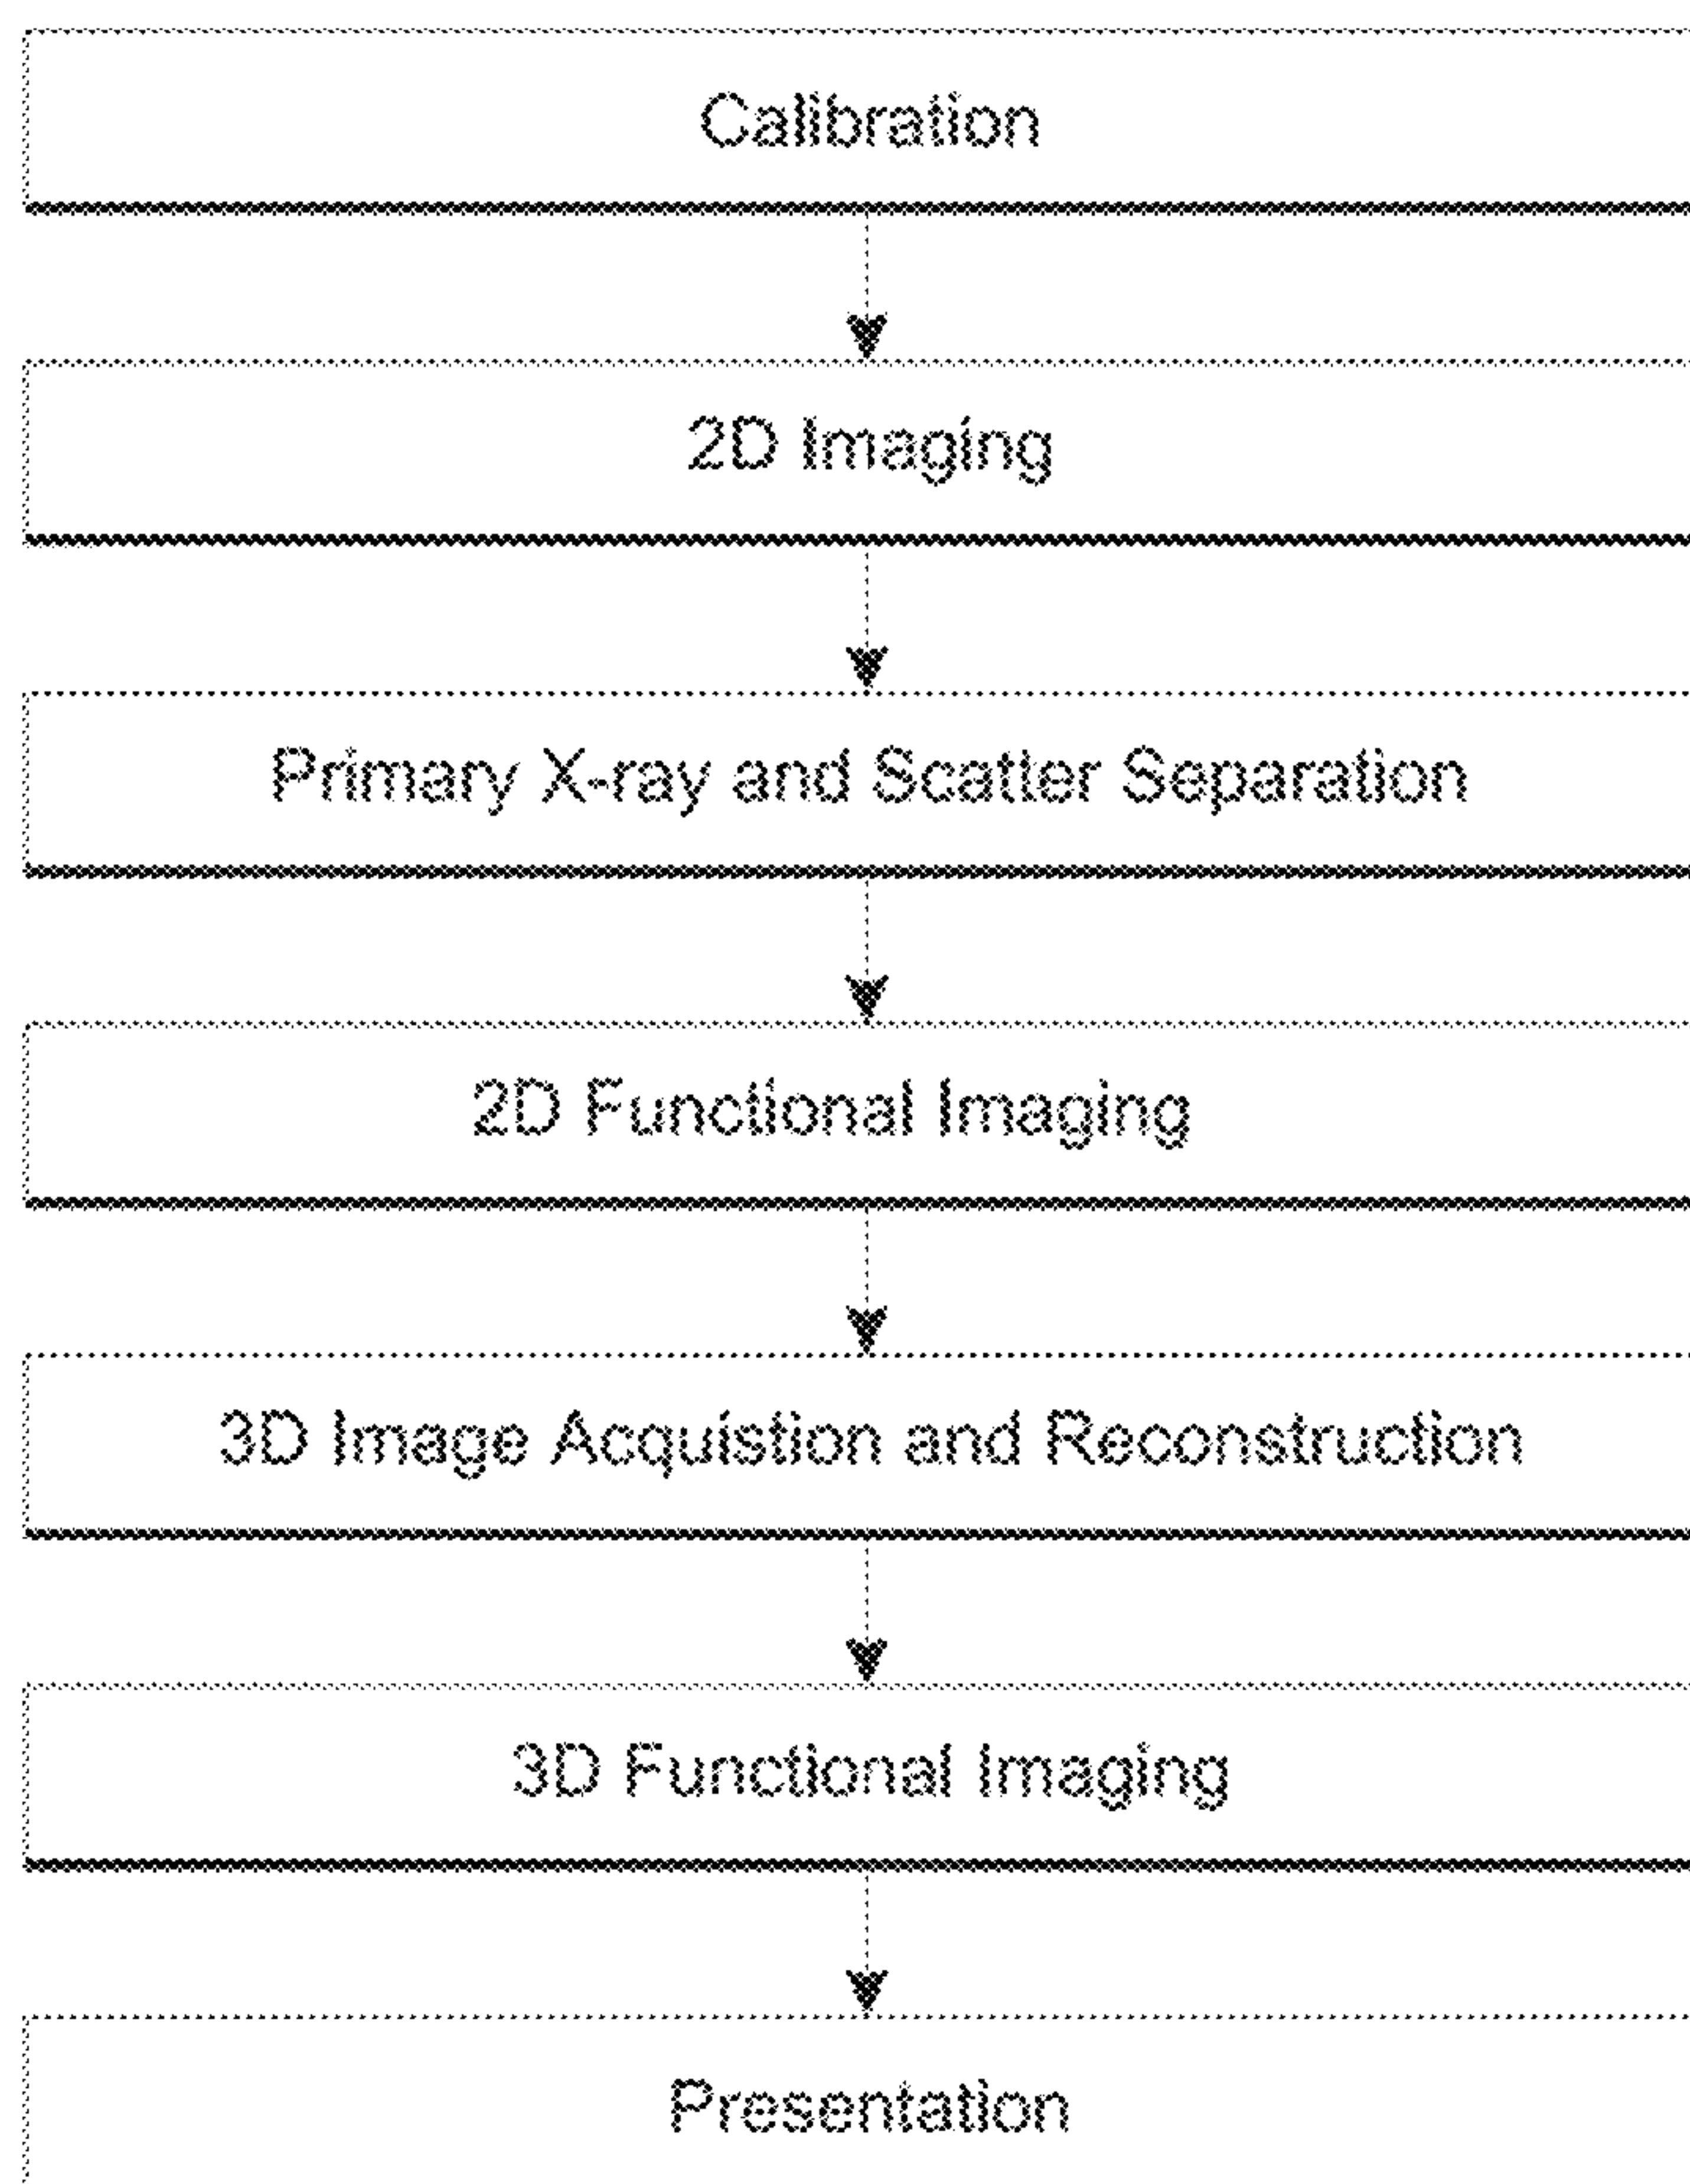 Calibration
2D Imaging
Primary X-ray and Scatter Separation
2D Functional Imaging
3D Image Acquistion and Reconstruction
3D Functional Imaging
Presentation